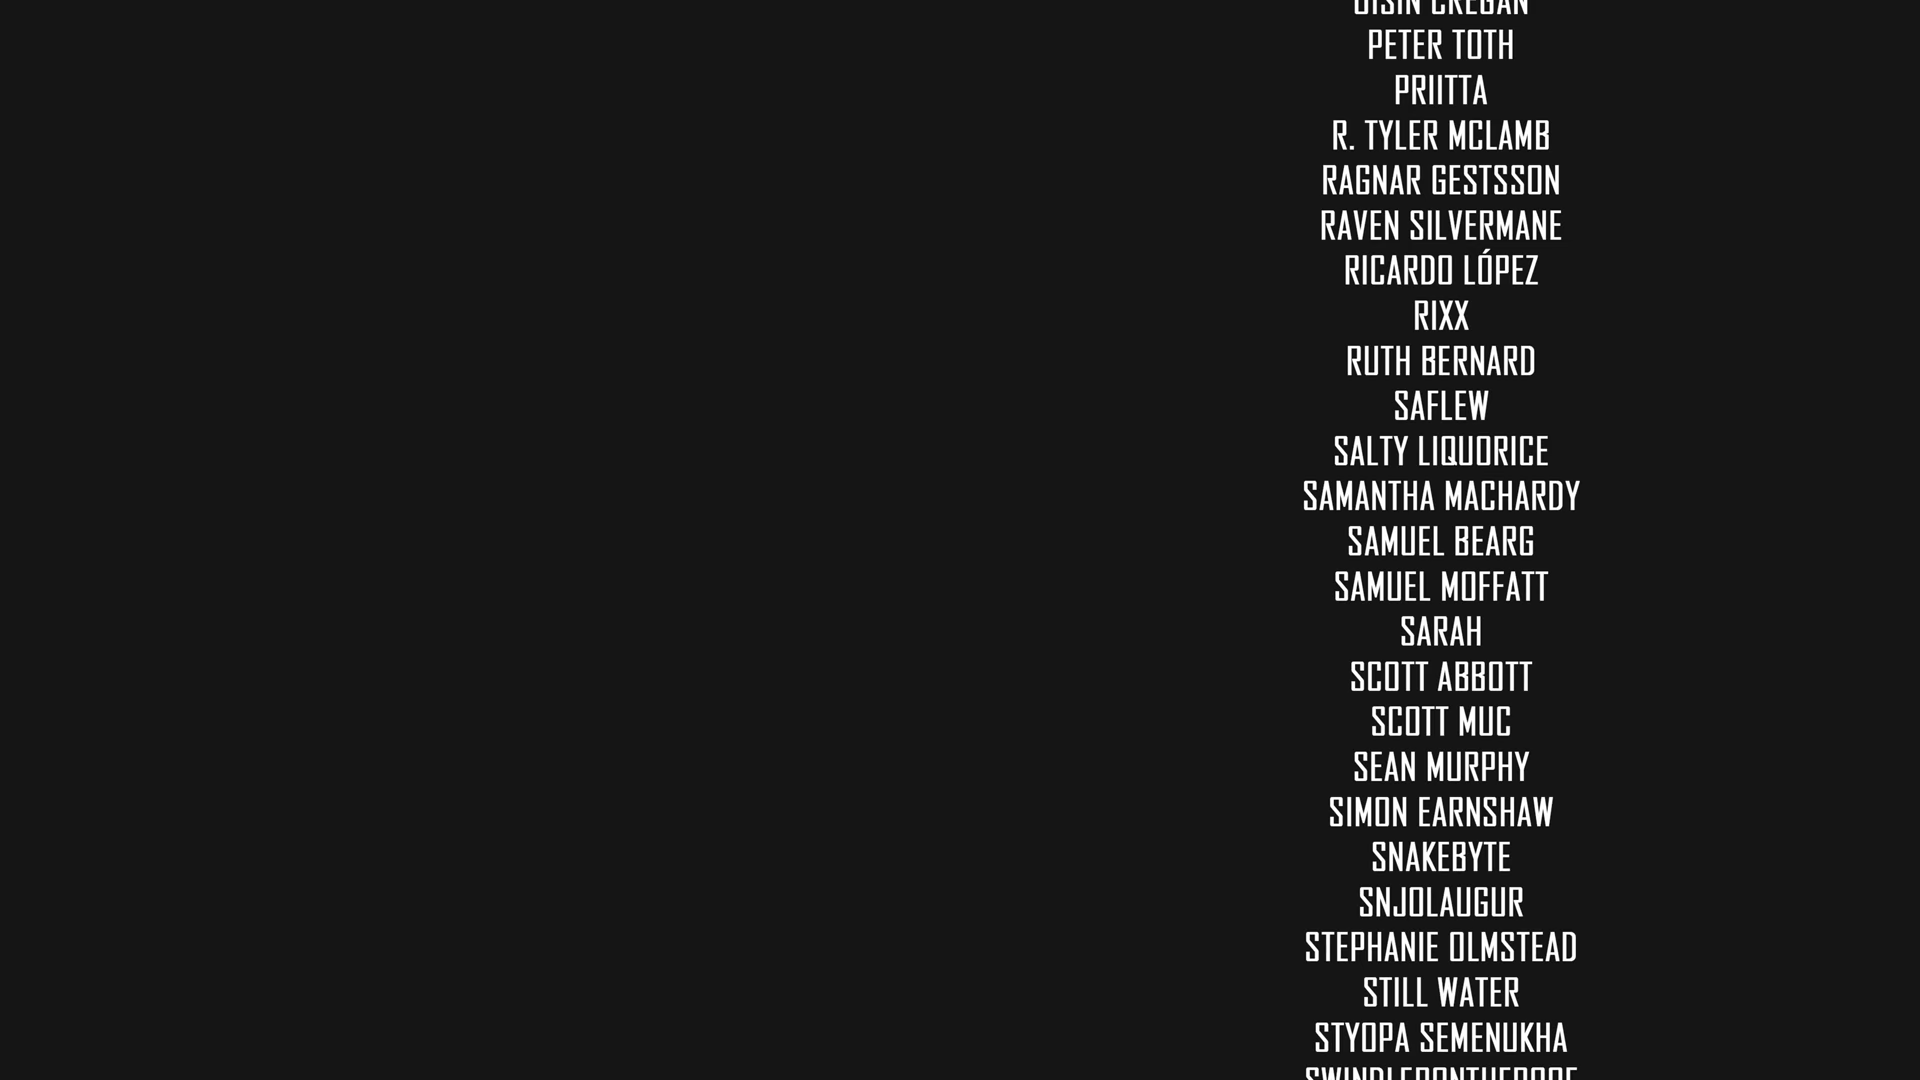 OISIN CREGAN
PETER TOTH
PRIITTA
R. TYLER MCLAMB
RAGNAR GESTSSON
RAVEN SILVERMANE
RICARDO LÓPEZ
RIXX
RUTH BERNARD
SAFLEW
SALTY LIQUORICE
SAMANTHA MACHARDY
SAMUEL BEARG
SAMUEL MOFFATT
SARAH
SCOTT ABBOTT
SCOTT MUC
SEAN MURPHY
SIMON EARNSHAW
SNAKEBYTE
SNJOLAUGUR
STEPHANIE OLMSTEAD
STILL WATER
STYOPA SEMENUKHA